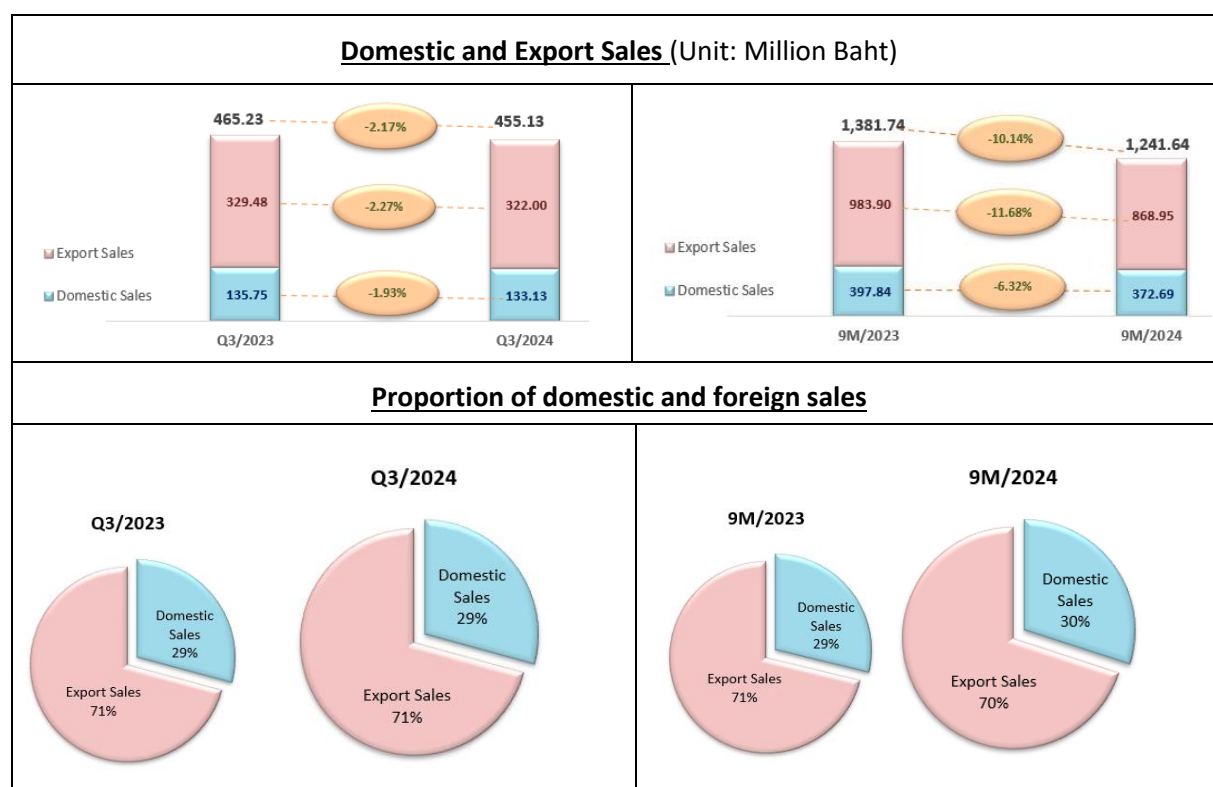 Domestic and Export Sales (Unit: Million Baht)
465.23
-2.17%
455.13
329.48
-2.27%
322.00
Export Sales
Domestic Sales
135.75
-1.93%
133.13
Q3/2023
Q3/2024
1,381.74
-10.14%
1,241.64
983.90
-11.68%
868.95
Export Sales
Domestic Sales
397.84
-6.32%
372.69
9M/2023
9M/2024
Proportion of domestic and foreign sales
Q3/2023
Domestic
Sales
29%
Export Sales
71%
Q3/2024
Domestic
Sales
29%
Export Sales
71%
9M/2023
Domestic
Sales
29%
Export Sales
71%
9M/2024
Domestic
Sales
30%
Export Sales
70%